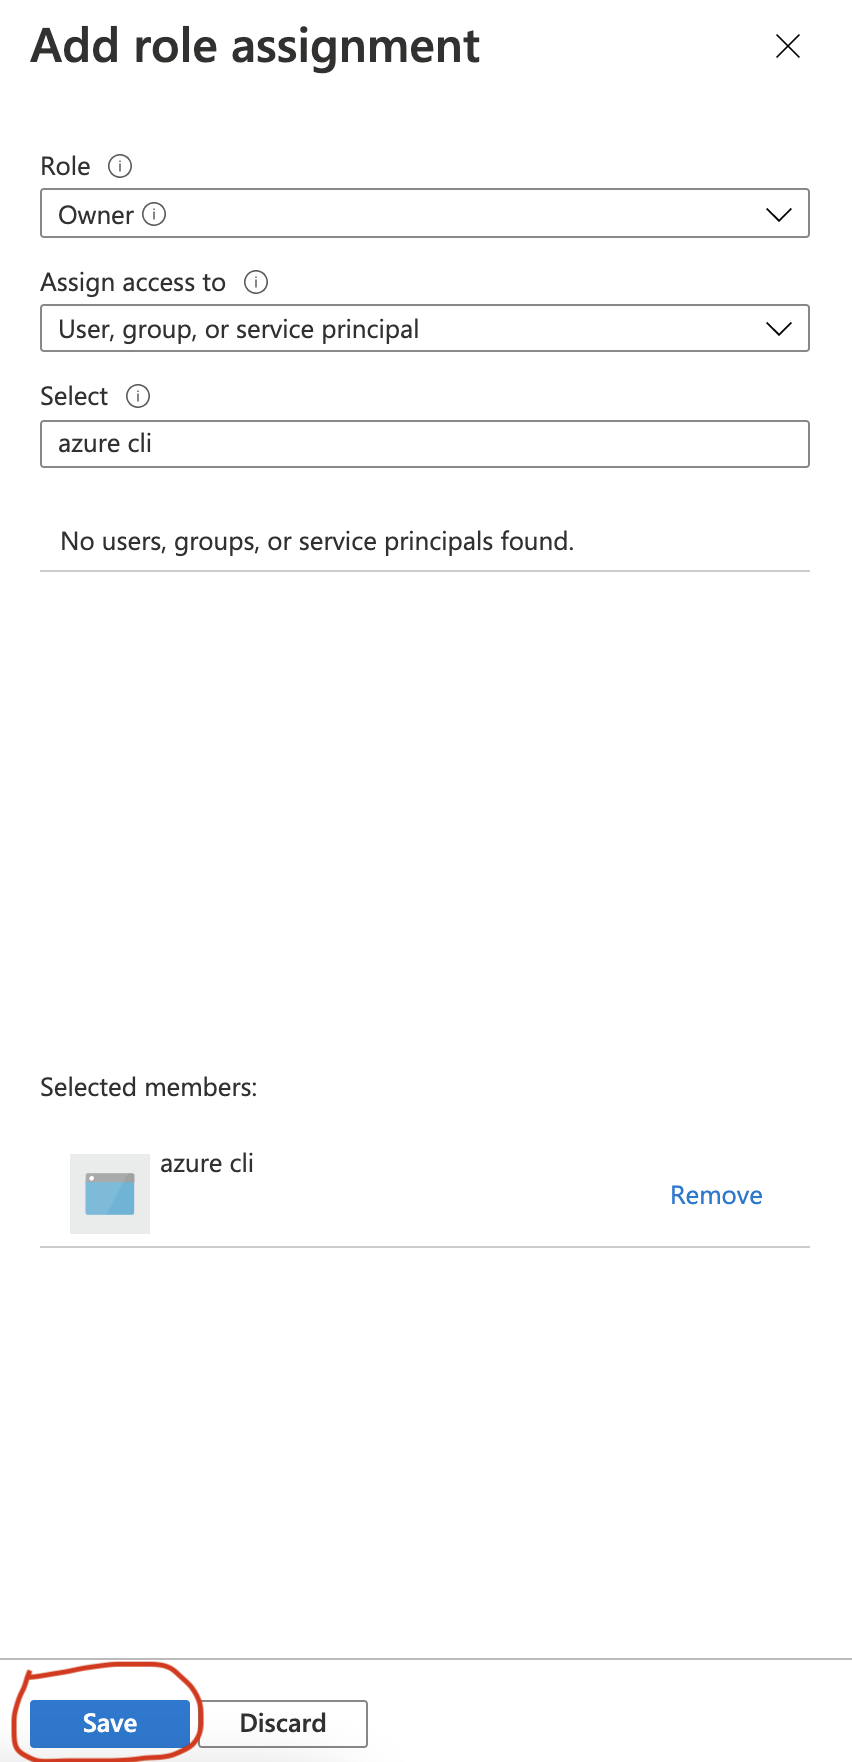 Add role assignment
Role
Owner
Assign access to
User, group, or service principal
Select
azure cli
No users, groups, or service principals found.
Selected members:
azure cli
Remove
Save Discard